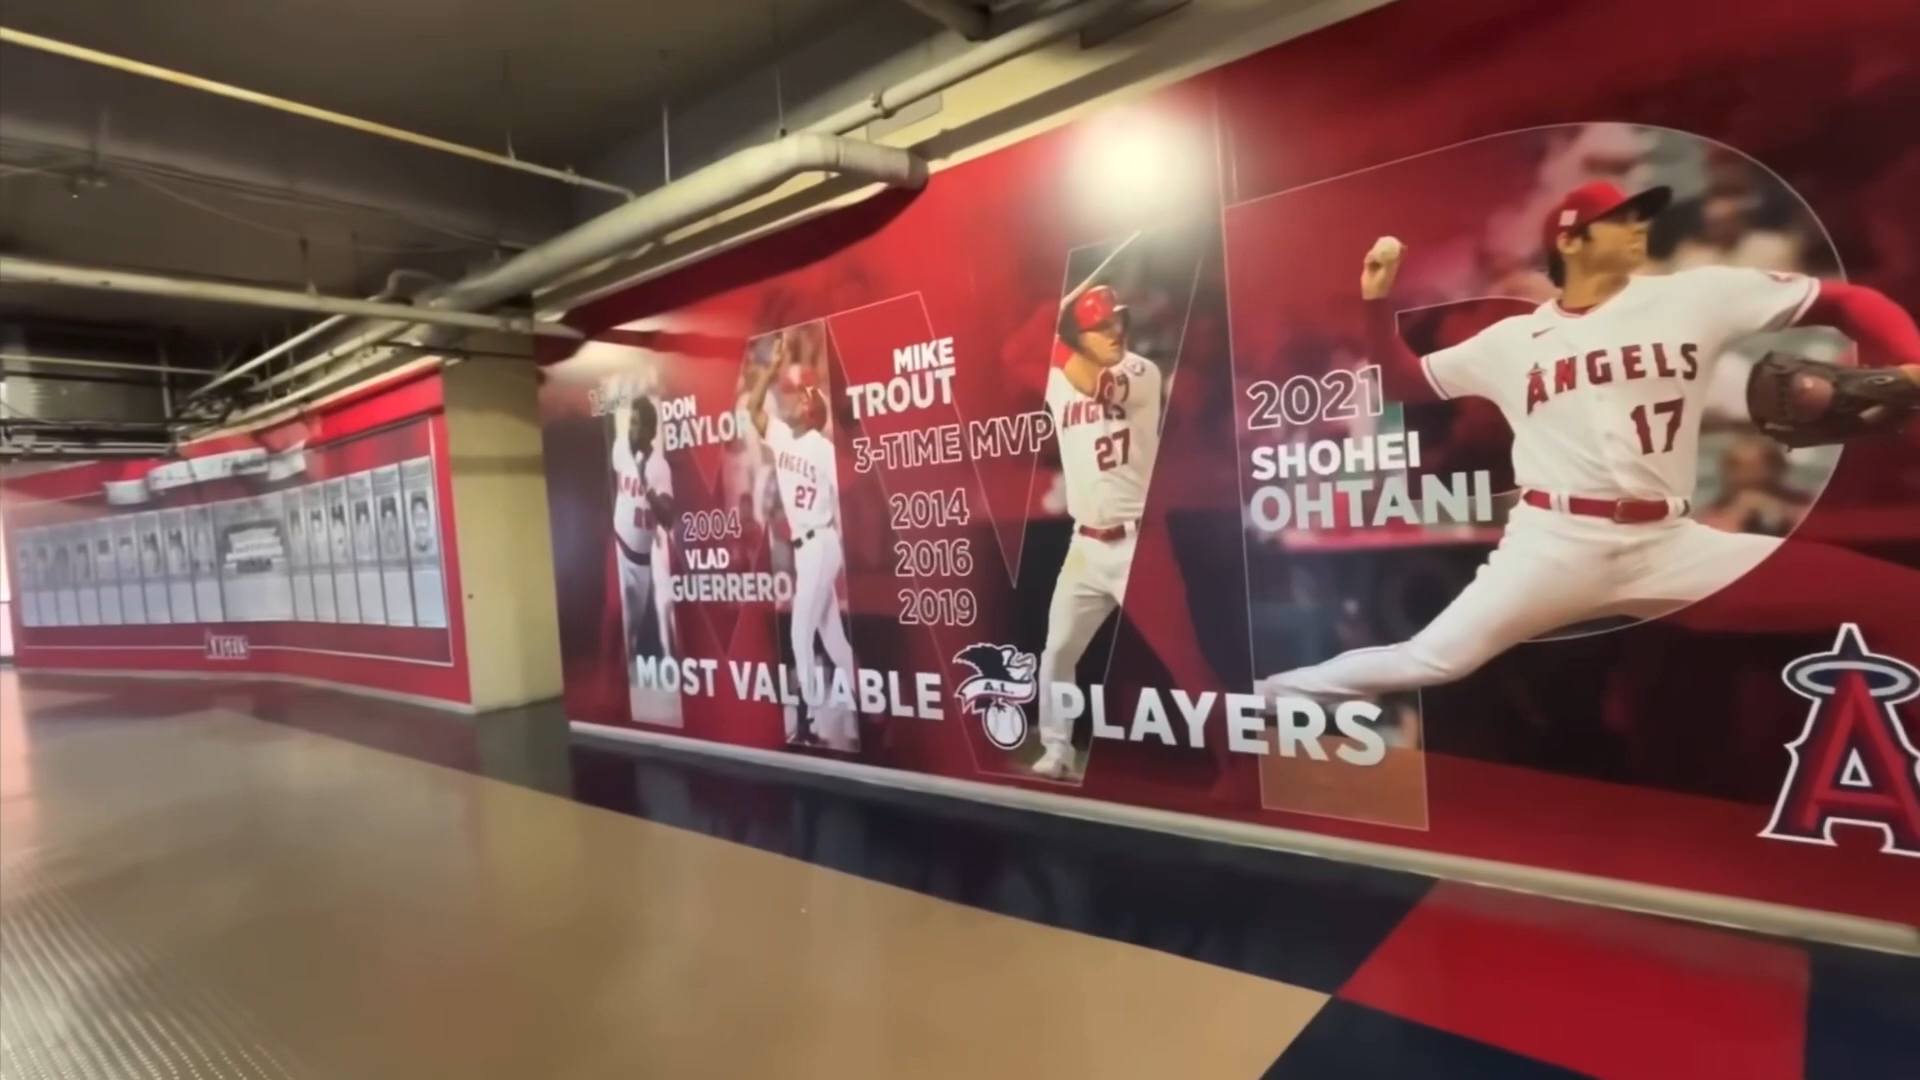 DON
BAYLOR
2004
VLAD
GUERRERO
ANGELS
27
MIKE
TROUT
3-TIME MVP
2014
2016
2019
ANGELS
27
2021
SHOHEI
OHTANI
ANGELS
17
MOST VALUABLE
A.L.
PLAYERS
A